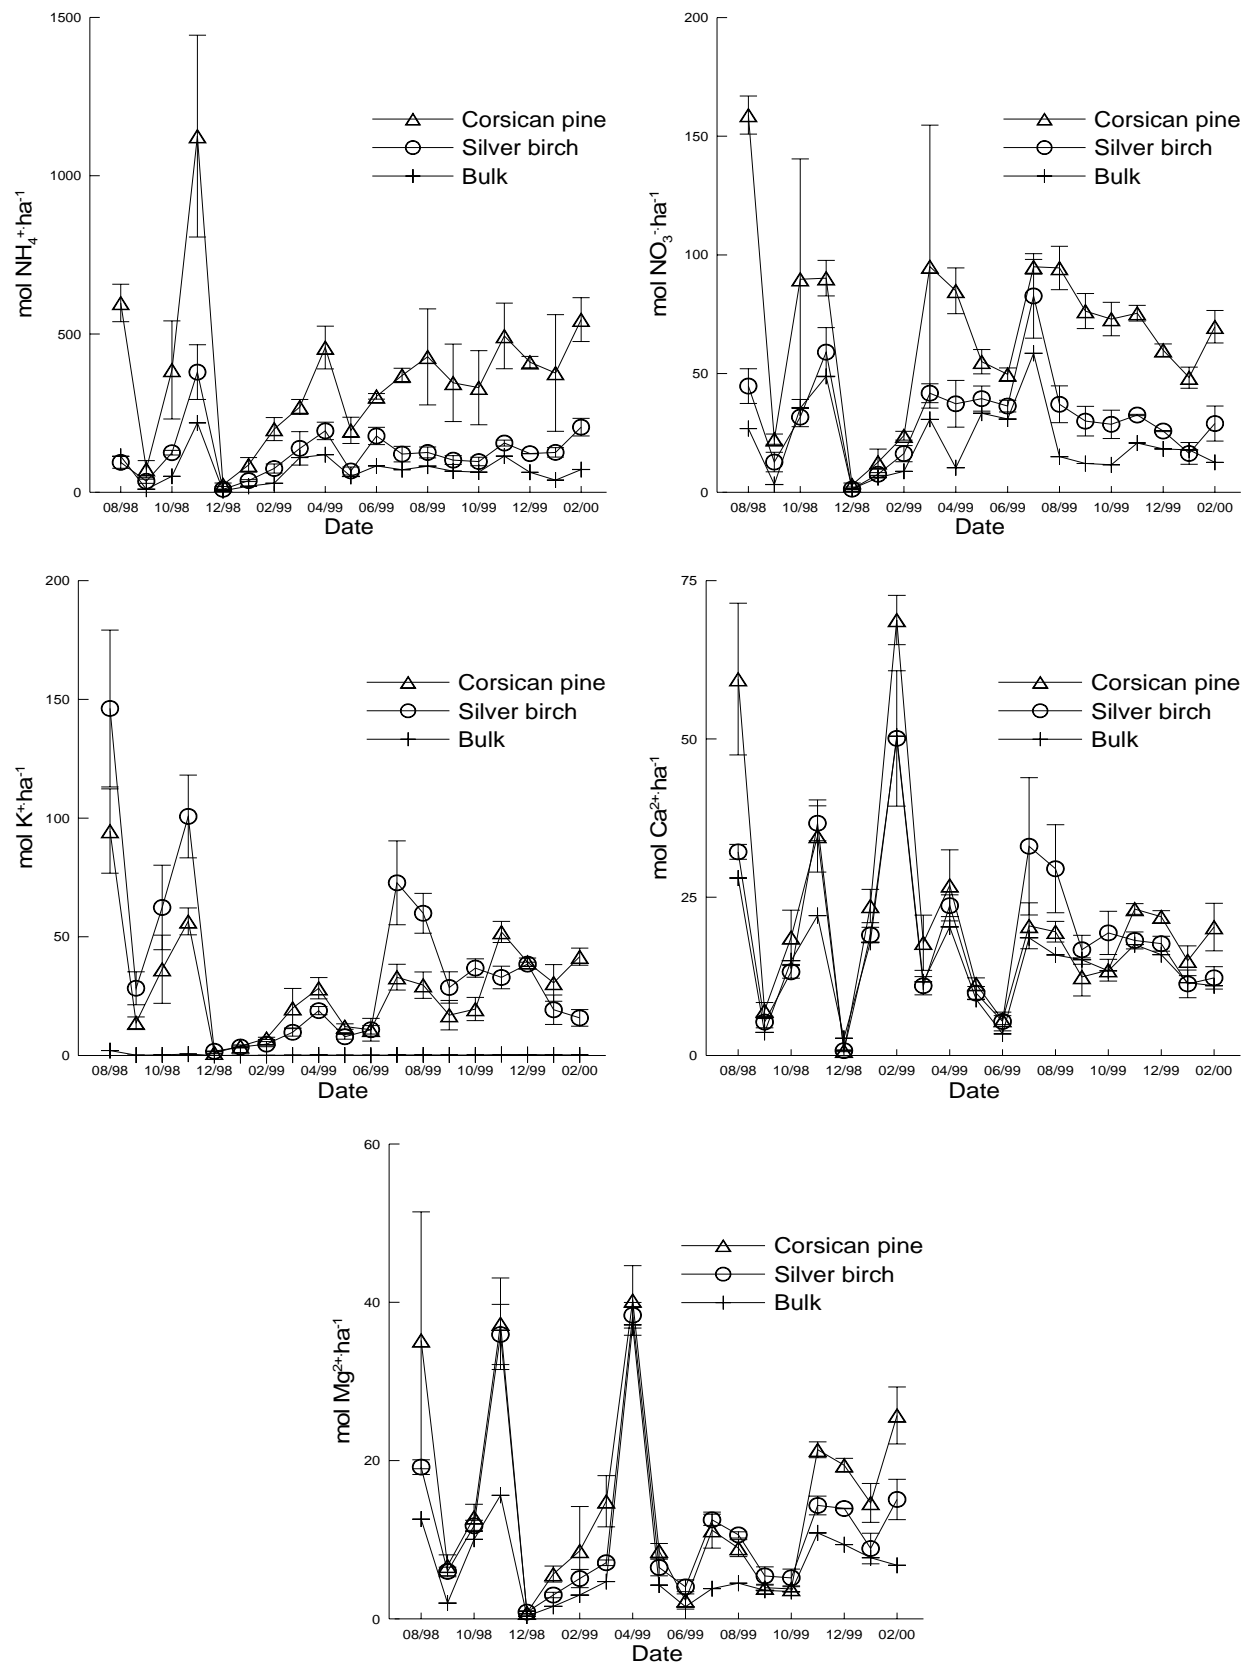 1500
1000
500
0
mol NH₄⁺·ha⁻¹
Corsican pine
Silver birch
Bulk
08/98 10/98 12/98 02/99 04/99 06/99 08/99 10/99 12/99 02/00
Date
200
150
100
50
0
mol NO₃⁻·ha⁻¹
Corsican pine
Silver birch
Bulk
08/98 10/98 12/98 02/99 04/99 06/99 08/99 10/99 12/99 02/00
Date
200
150
100
50
0
mol K⁺·ha⁻¹
Corsican pine
Silver birch
Bulk
08/98 10/98 12/98 02/99 04/99 06/99 08/99 10/99 12/99 02/00
Date
75
50
25
0
mol Ca²⁺·ha⁻¹
Corsican pine
Silver birch
Bulk
08/98 10/98 12/98 02/99 04/99 06/99 08/99 10/99 12/99 02/00
Date
60
40
20
0
mol Mg²⁺·ha⁻¹
Corsican pine
Silver birch
Bulk
08/98 10/98 12/98 02/99 04/99 06/99 08/99 10/99 12/99 02/00
Date